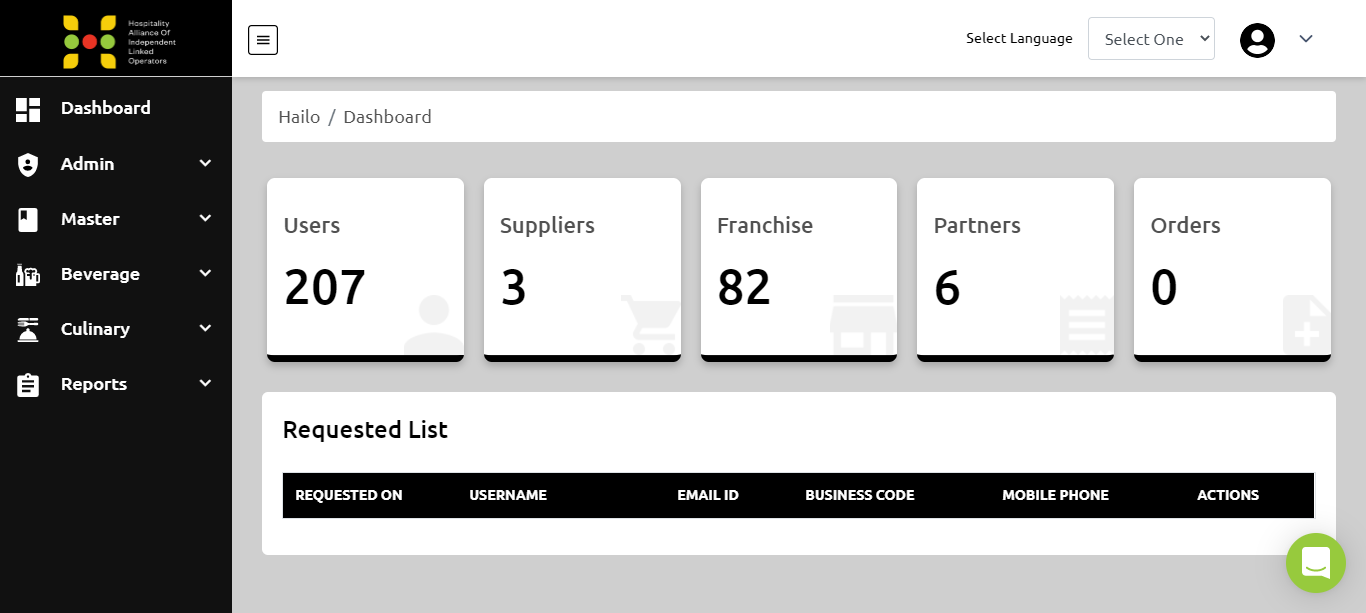 Hospitality
Alliance Of
Independent
Linked
Operators
Select Language
Select One
Dashboard
Admin
Master
Beverage
Culinary
Reports
Hailo / Dashboard
Users
207
Suppliers
3
Franchise
82
Partners
6
Orders
0
Requested List
REQUESTED ON USERNAME EMAIL ID BUSINESS CODE MOBILE PHONE ACTIONS